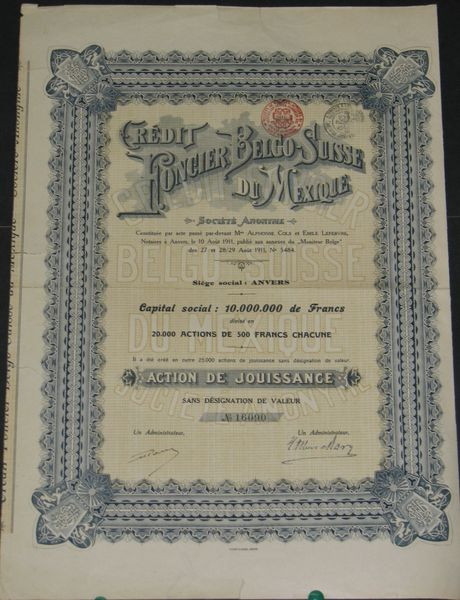 CRÉDIT
FONCIER BELGO-SUISSE
DU MEXIQUE
SOCIÉTÉ ANONYME
Constituée par acte passé par-devant Mes ALPHONSE COLS et EMILE LEFEBVRE,
Notaires à Anvers, le 10 Août 1911, publié aux annexes du "Moniteur Belge"
des 27 et 28/29 Août 1911, No 5484.
Siège social : ANVERS
Capital social : 10.000.000 de Francs
divisé en
20.000 ACTIONS DE 500 FRANCS CHACUNE
Il a été créé en outre 25.000 actions de jouissance sans désignation de valeur.
ACTION DE JOUISSANCE
SANS DÉSIGNATION DE VALEUR
No 16090
Un Administrateur,
Un Administrateur,